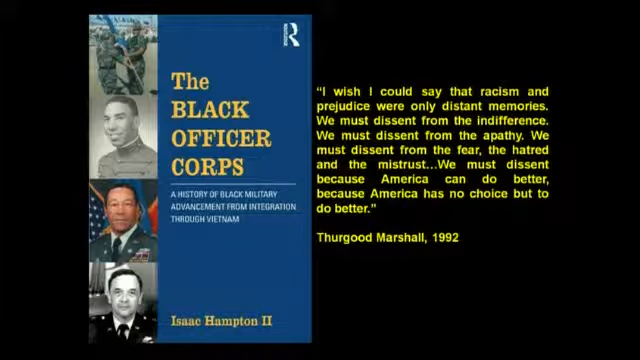 R
The
BLACK
OFFICER
CORPS
A HISTORY OF BLACK MILITARY
ADVANCEMENT FROM INTEGRATION
THROUGH VIETNAM
Isaac Hampton II
“I wish I could say that racism and
prejudice were only distant memories.
We must dissent from the indifference.
We must dissent from the apathy. We
must dissent from the fear, the hatred
and the mistrust…We must dissent
because America can do better,
because America has no choice but to
do better.”
Thurgood Marshall, 1992